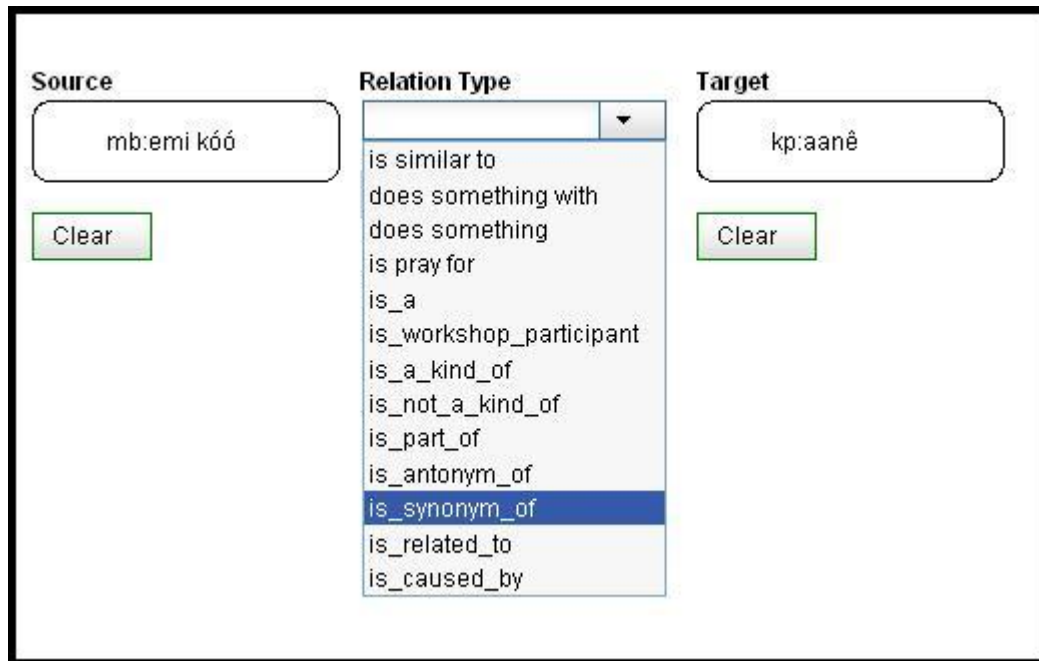 Source Relation Type Target
mb:emi kóó kp:aanê
is similar to
does something with
Clear does something Clear
is pray for
is_a
is_workshop_participant
is_a_kind_of
is_not_a_kind_of
is_part_of
is_antonym_of
is_synonym_of
is_related_to
is_caused_by